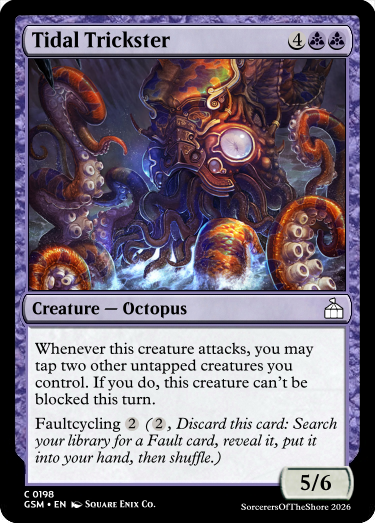 Tidal Trickster 4
Creature — Octopus
Whenever this creature attacks, you may
tap two other untapped creatures you
control. If you do, this creature can't be
blocked this turn.
Faultcycling 2 (2, Discard this card: Search
your library for a Fault card, reveal it, put it
into your hand, then shuffle.)
5/6
C 0198
GSM • EN SQUARE ENIX CO.
SorcerersOfTheShore 2026